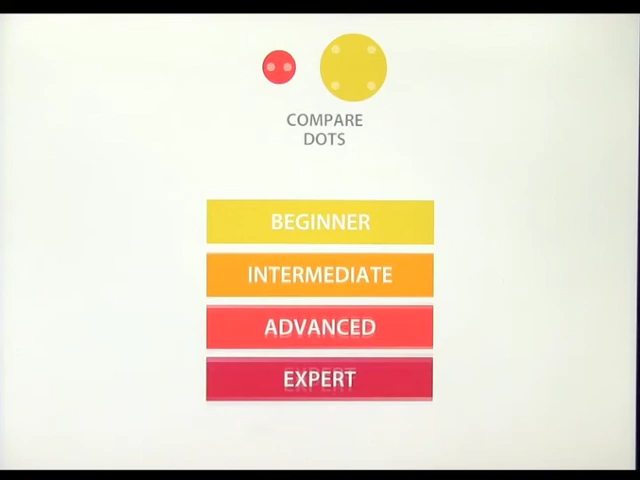 COMPARE
DOTS
BEGINNER
INTERMEDIATE
ADVANCED
EXPERT